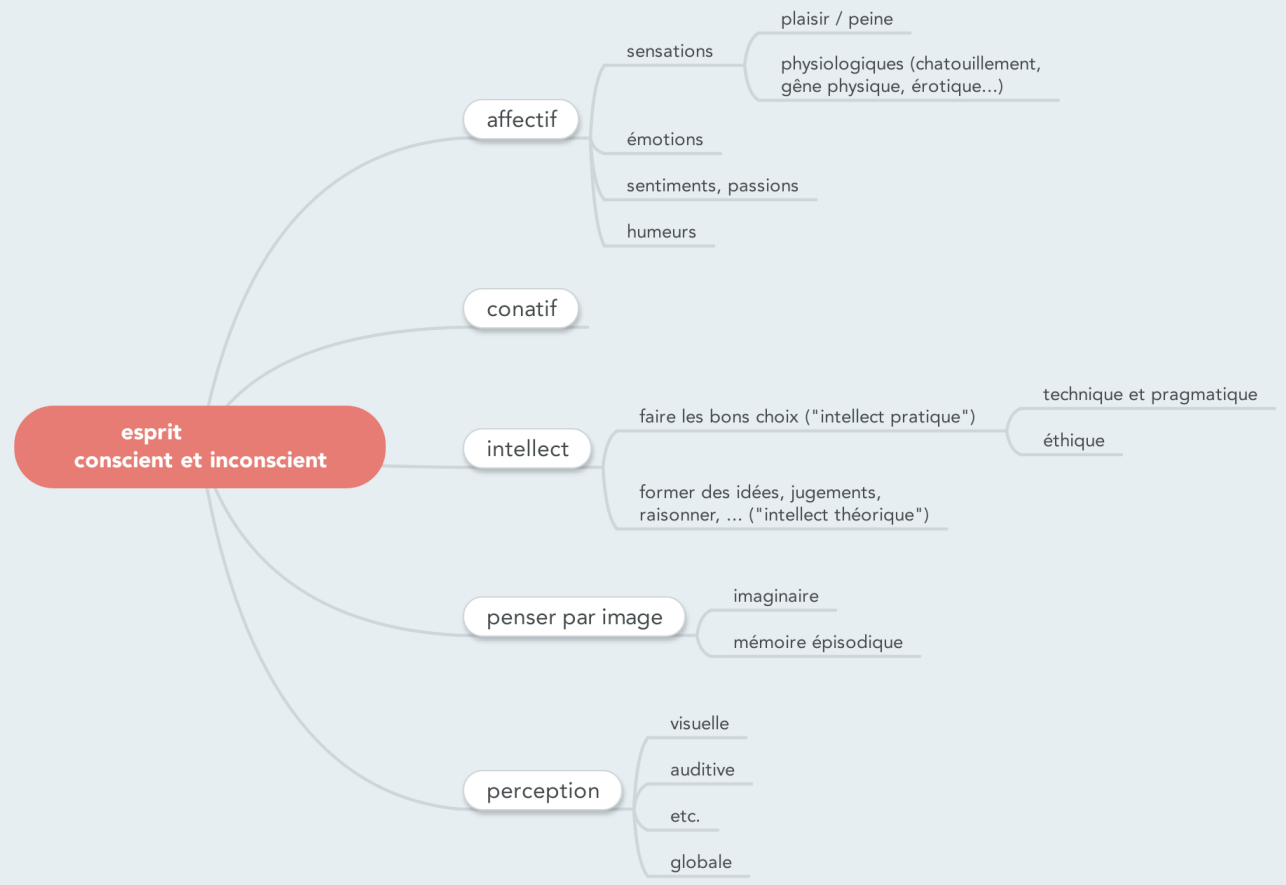 esprit
conscient et inconscient
affectif
sensations
plaisir / peine
physiologiques (chatouillement,
gêne physique, érotique...)
émotions
sentiments, passions
humeurs
conatif
intellect
faire les bons choix ("intellect pratique")
technique et pragmatique
éthique
former des idées, jugements,
raisonner, ... ("intellect théorique")
penser par image
imaginaire
mémoire épisodique
perception
visuelle
auditive
etc.
globale